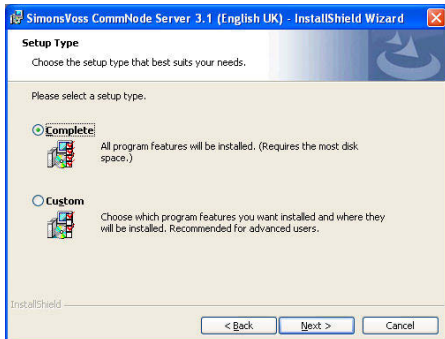 SimonsVoss CommNode Server 3.1 (English UK) - InstallShield Wizard
Setup Type
Choose the setup type that best suits your needs.
Please select a setup type.
Complete
All program features will be installed. (Requires the most disk
space.)
Custom
Choose which program features you want installed and where they
will be installed. Recommended for advanced users.
InstallShield
< Back
Next >
Cancel